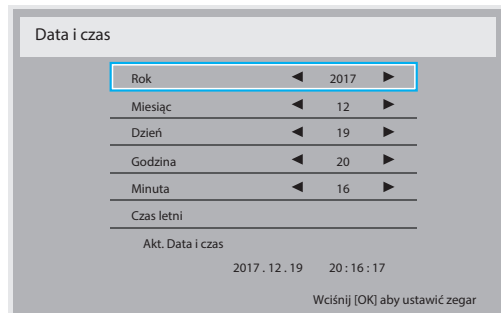 Data i czas
Rok ◀ 2017 ▶
Miesiąc ◀ 12 ▶
Dzień ◀ 19 ▶
Godzina ◀ 20 ▶
Minuta ◀ 16 ▶
Czas letni
Akt. Data i czas
2017 . 12 . 19 20 : 16 : 17
Wciśnij [OK] aby ustawić zegar